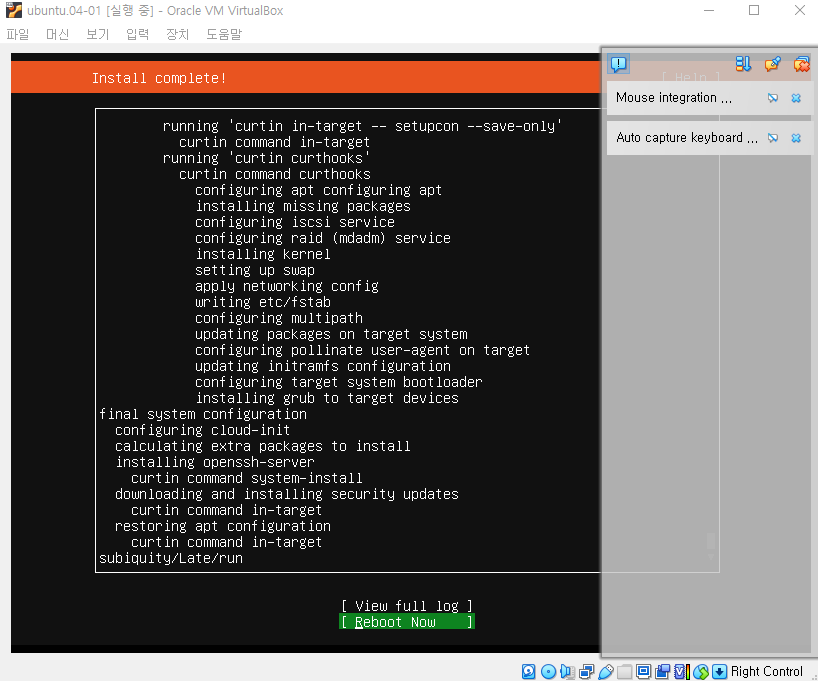 ubuntu.04-01 [실행 중] - Oracle VM VirtualBox
파일 머신 보기 입력 장치 도움말
Install complete!
[ Help ]
running 'curtin in-target -- setupcon --save-only'
curtin command in-target
running 'curtin curthooks'
curtin command curthooks
configuring apt configuring apt
installing missing packages
configuring iscsi service
configuring raid (mdadm) service
installing kernel
setting up swap
apply networking config
writing etc/fstab
configuring multipath
updating packages on target system
configuring pollinate user-agent on target
updating initramfs configuration
configuring target system bootloader
installing grub to target devices
final system configuration
configuring cloud-init
calculating extra packages to install
installing openssh-server
curtin command system-install
downloading and installing security updates
curtin command in-target
restoring apt configuration
curtin command in-target
subiquity/Late/run
[ View full log ]
[ Reboot Now ]
Mouse integration ...
Auto capture keyboard ...
Right Control